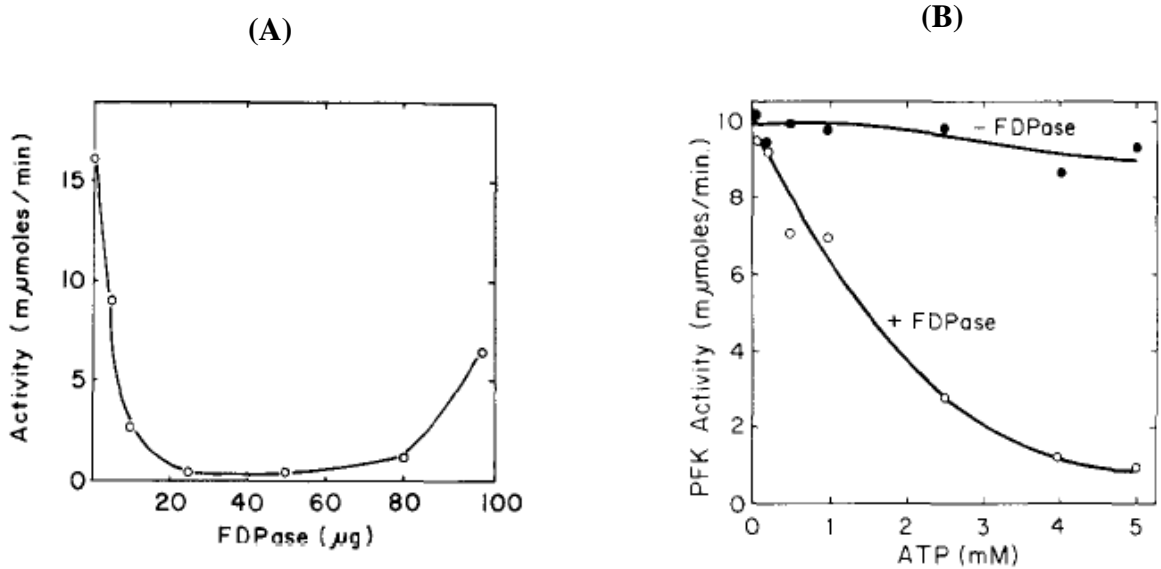 (A)
(B)
Activity (mμmoles/min)
15
10
5
0
20
40
60
80
100
FDPase (μg)
PFK Activity (mμmoles/min.)
10
8
6
4
2
0
− FDPase
+ FDPase
0
1
2
3
4
5
ATP (mM)